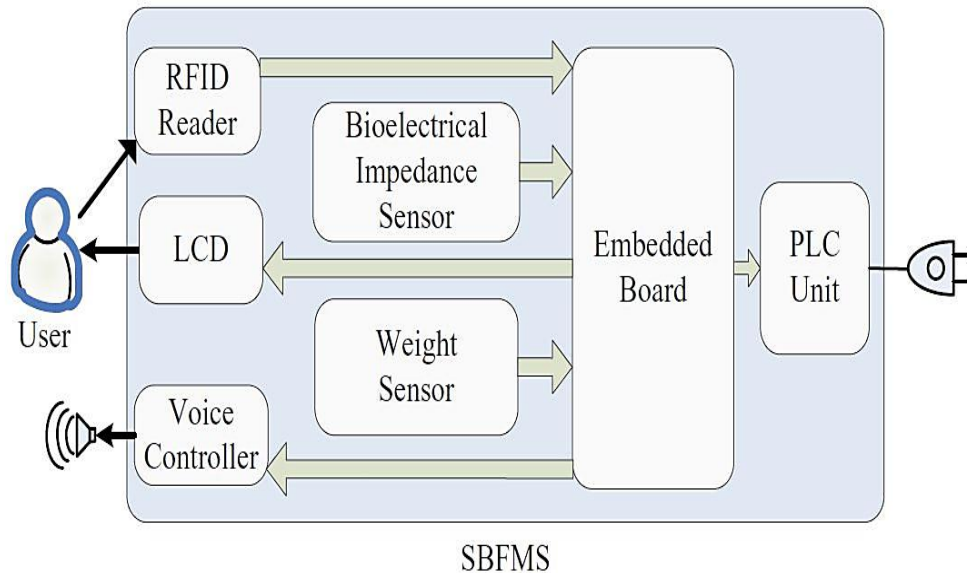 RFID
Reader
Bioelectrical
Impedance
Sensor
User
LCD
Embedded
Board
PLC
Unit
Weight
Sensor
Voice
Controller
SBFMS